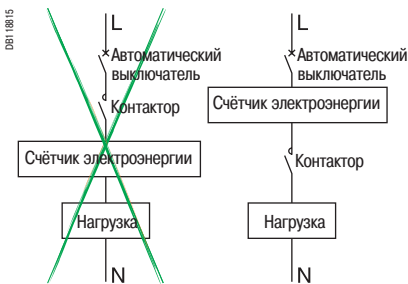 DB118815
L
Автоматический
выключатель
Контактор
Счётчик электроэнергии
Нагрузка
N
L
Автоматический
выключатель
Счётчик электроэнергии
Контактор
Нагрузка
N